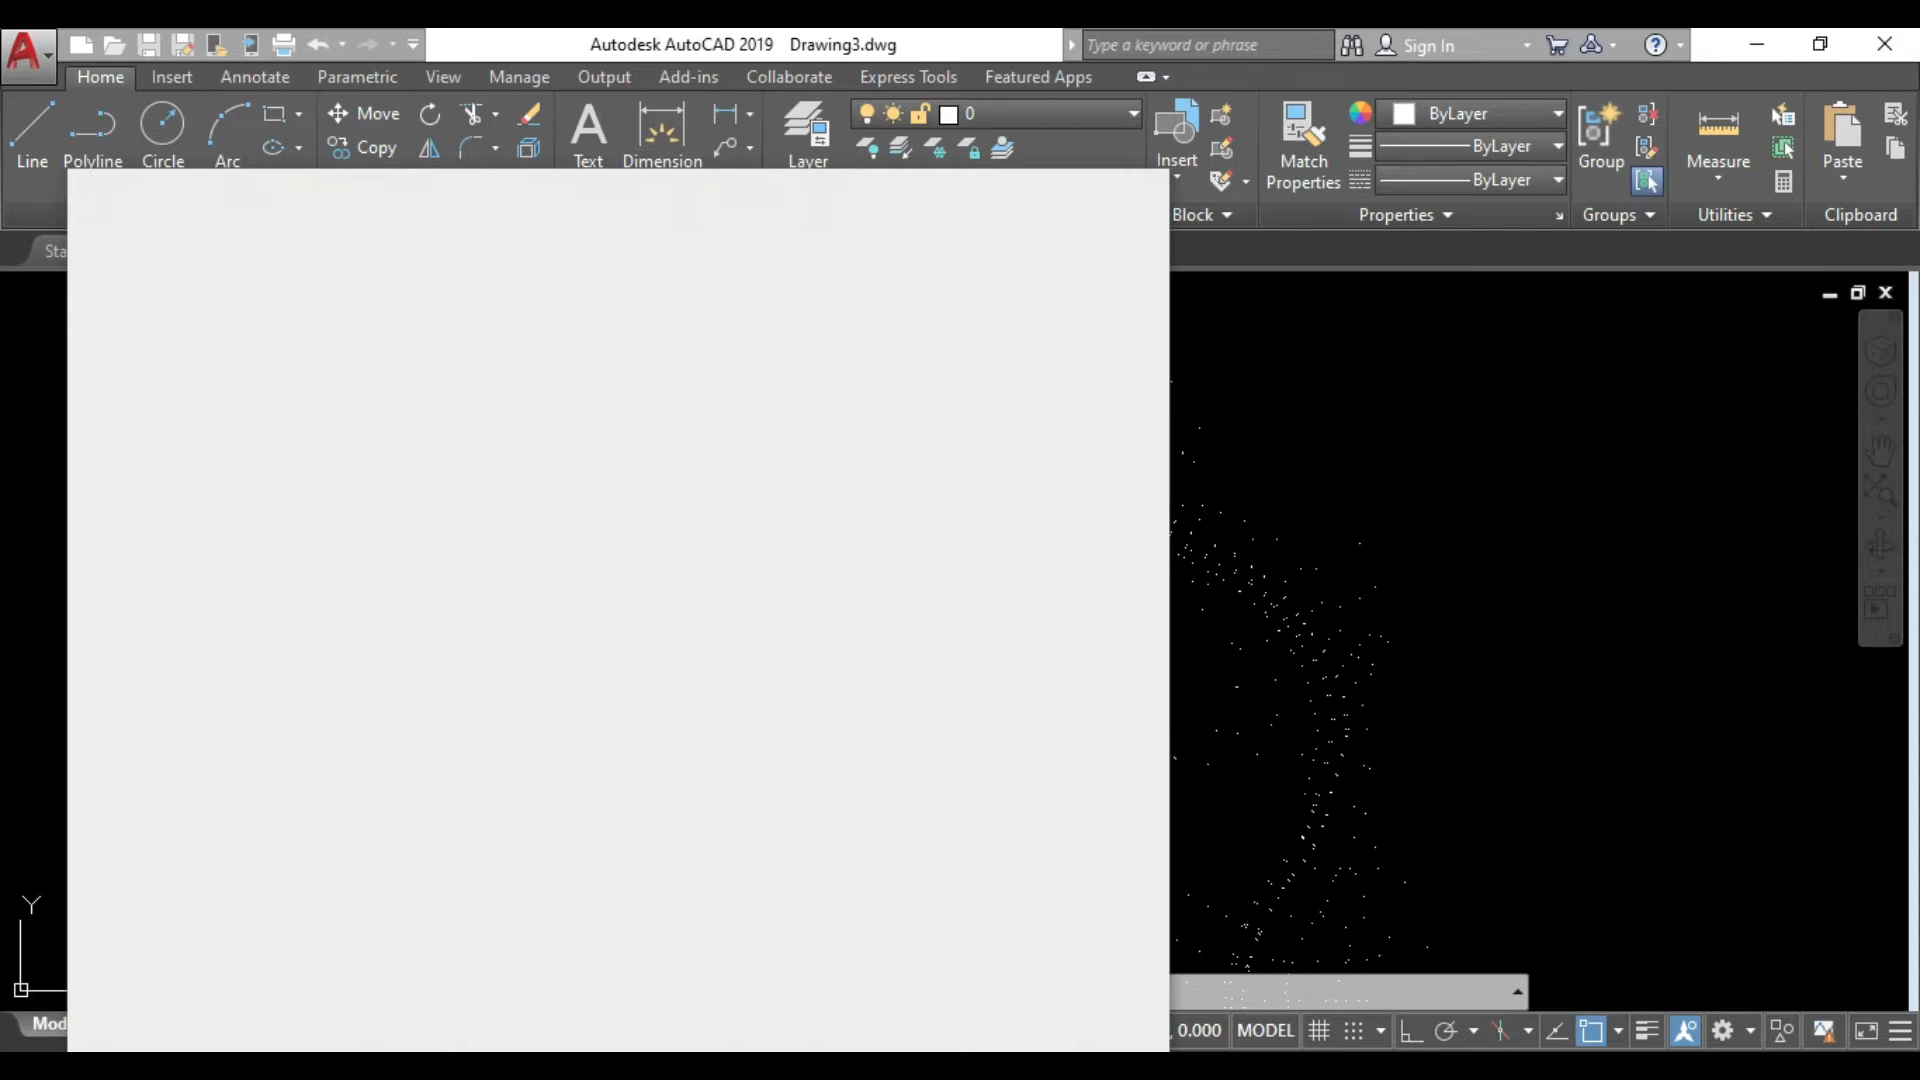 Autodesk AutoCAD 2019 Drawing3.dwg
Type a keyword or phrase
Sign In
Home Insert Annotate Parametric View Manage Output Add-ins Collaborate Express Tools Featured Apps
Move
0
ByLayer
Copy
ByLayer
Line Polyline Circle Arc
Text Dimension
Layer
Insert
Match
Properties
ByLayer
Group
Measure
Paste
Block
Properties
Groups
Utilities
Clipboard
Sta
Y
Mod
, 0.000 MODEL